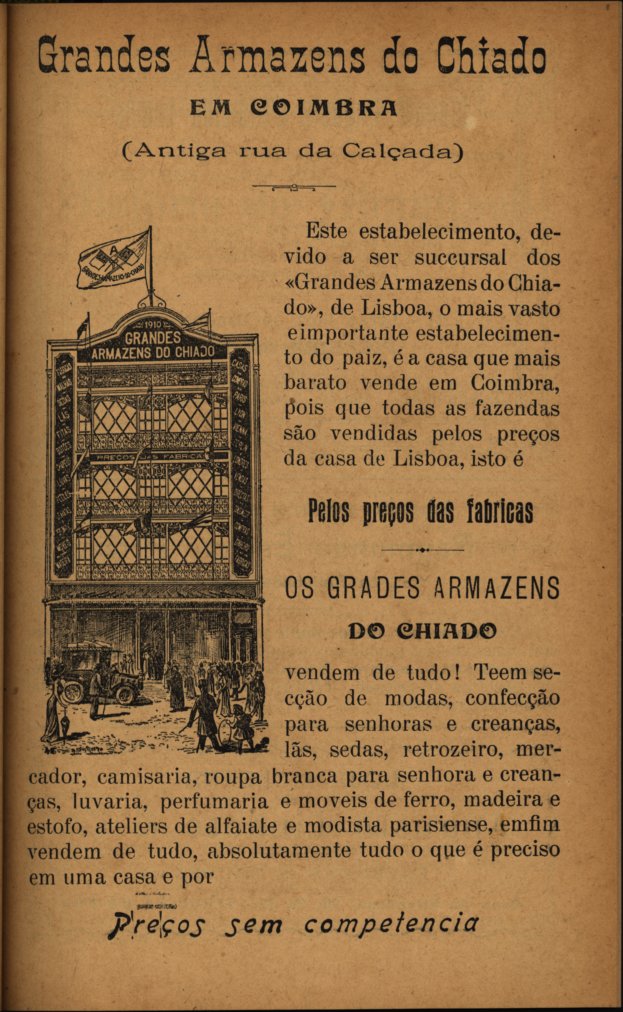 Grandes Armazens do Chiado
EM COIMBRA
(Antiga rua da Calçada)
Este estabelecimento, de-
vido a ser succursal dos
«Grandes Armazens do Chia-
do», de Lisboa, o mais vasto
e importante estabelecimen-
to do paiz, é a casa que mais
barato vende em Coimbra,
pois que todas as fazendas
são vendidas pelos preços
da casa de Lisboa, isto é
1910
GRANDES
ARMAZENS DO CHIADO
PREÇOS DAS FABRICAS
Pelos preços das fabricas
OS GRADES ARMAZENS
DO CHIADO
vendem de tudo! Teem se-
cção de modas, confecção
para senhoras e creanças,
lãs, sedas, retrozeiro, mer-
cador, camisaria, roupa branca para senhora e crean-
ças, luvaria, perfumaria e moveis de ferro, madeira e
estofo, ateliers de alfaiate e modista parisiense, emfim
vendem de tudo, absolutamente tudo o que é preciso
em uma casa e por
Preços sem competencia